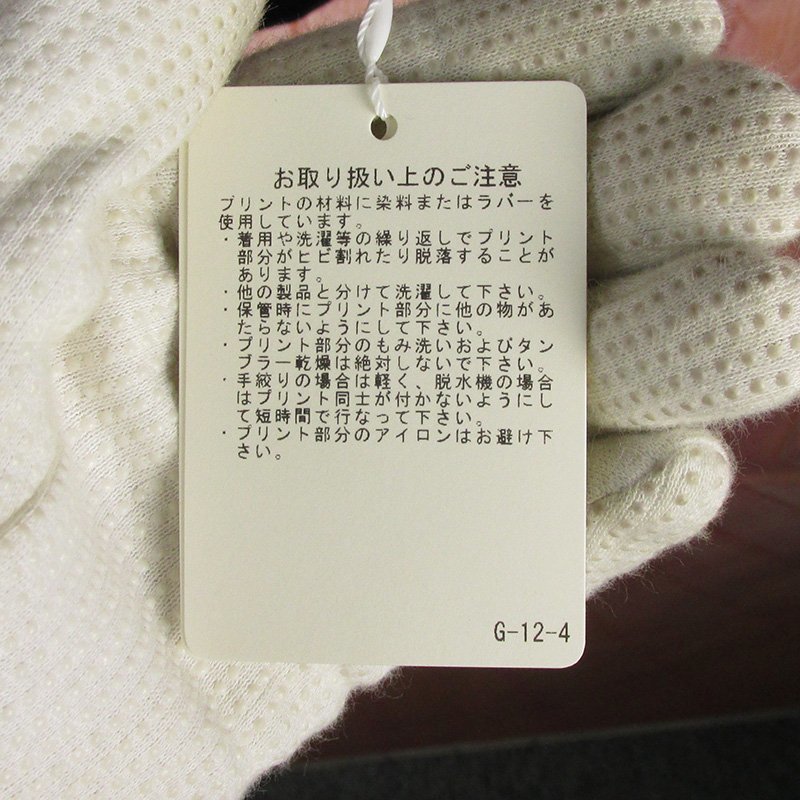 お取り扱い上のご注意
プリントの材料に染料またはラバーを
使用しています。
・着用や洗濯等の繰り返しでプリント
部分がヒビ割れたり脱落することが
あります。
・他の製品と分けて洗濯して下さい。
・保管時にプリント部分に他の物があ
たらないようにして下さい。
・プリント部分のもみ洗いおよびタン
ブラー乾燥は絶対しないで下さい。
・手絞りの場合は軽く、脱水機の場合
はプリント同士が付かないようにし
て短時間で行なって下さい。
・プリント部分のアイロンはお避け下
さい。
G-12-4